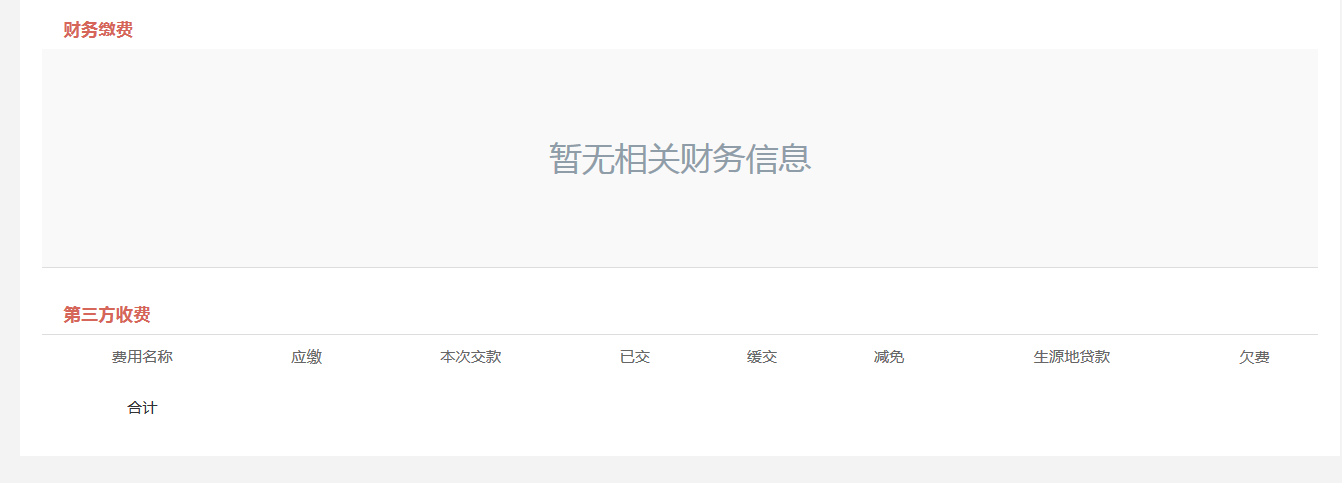 财务缴费
暂无相关财务信息
第三方收费
费用名称 应缴 本次交款 已交 缓交 减免 生源地贷款 欠费
合计